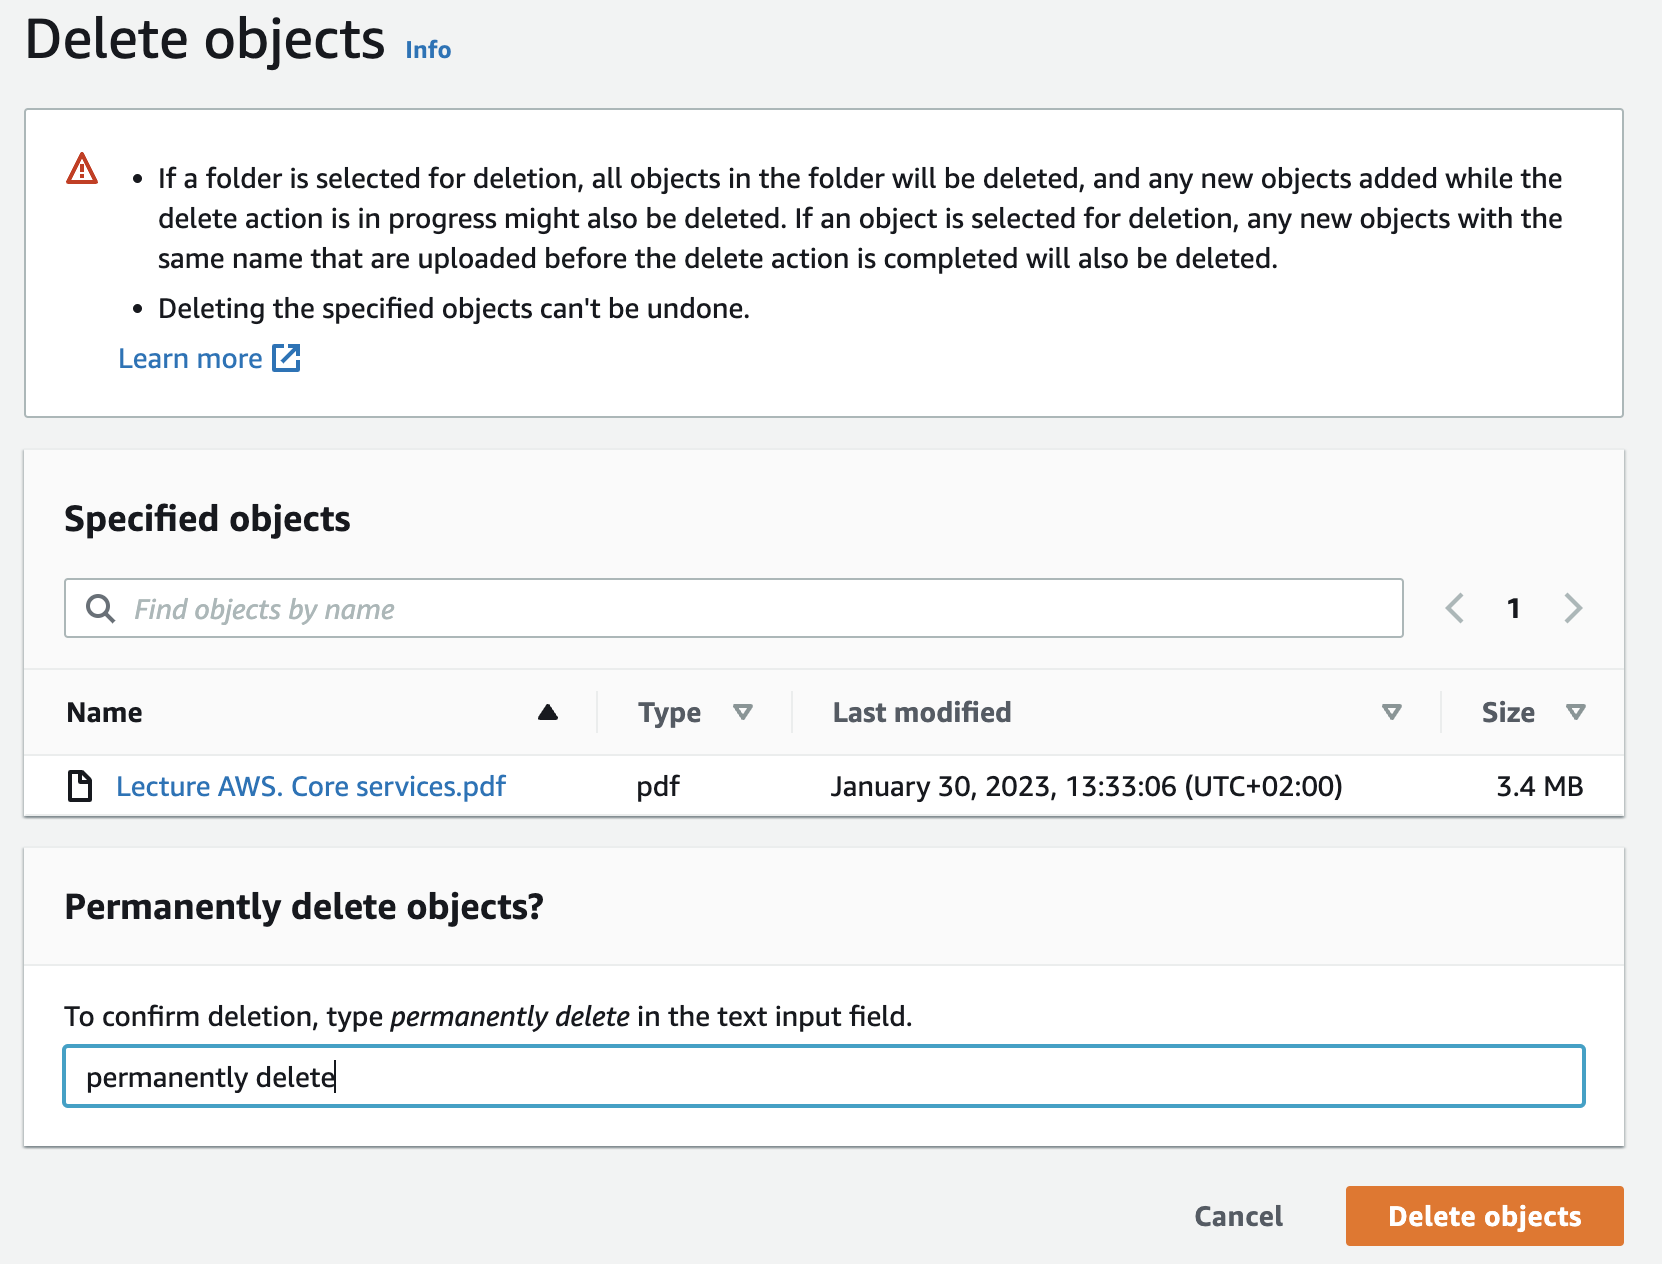 Delete objects Info
• If a folder is selected for deletion, all objects in the folder will be deleted, and any new objects added while the
delete action is in progress might also be deleted. If an object is selected for deletion, any new objects with the
same name that are uploaded before the delete action is completed will also be deleted.
• Deleting the specified objects can't be undone.
Learn more
Specified objects
Find objects by name 1
Name Type Last modified Size
Lecture AWS. Core services.pdf pdf January 30, 2023, 13:33:06 (UTC+02:00) 3.4 MB
Permanently delete objects?
To confirm deletion, type permanently delete in the text input field.
permanently delete
Cancel Delete objects